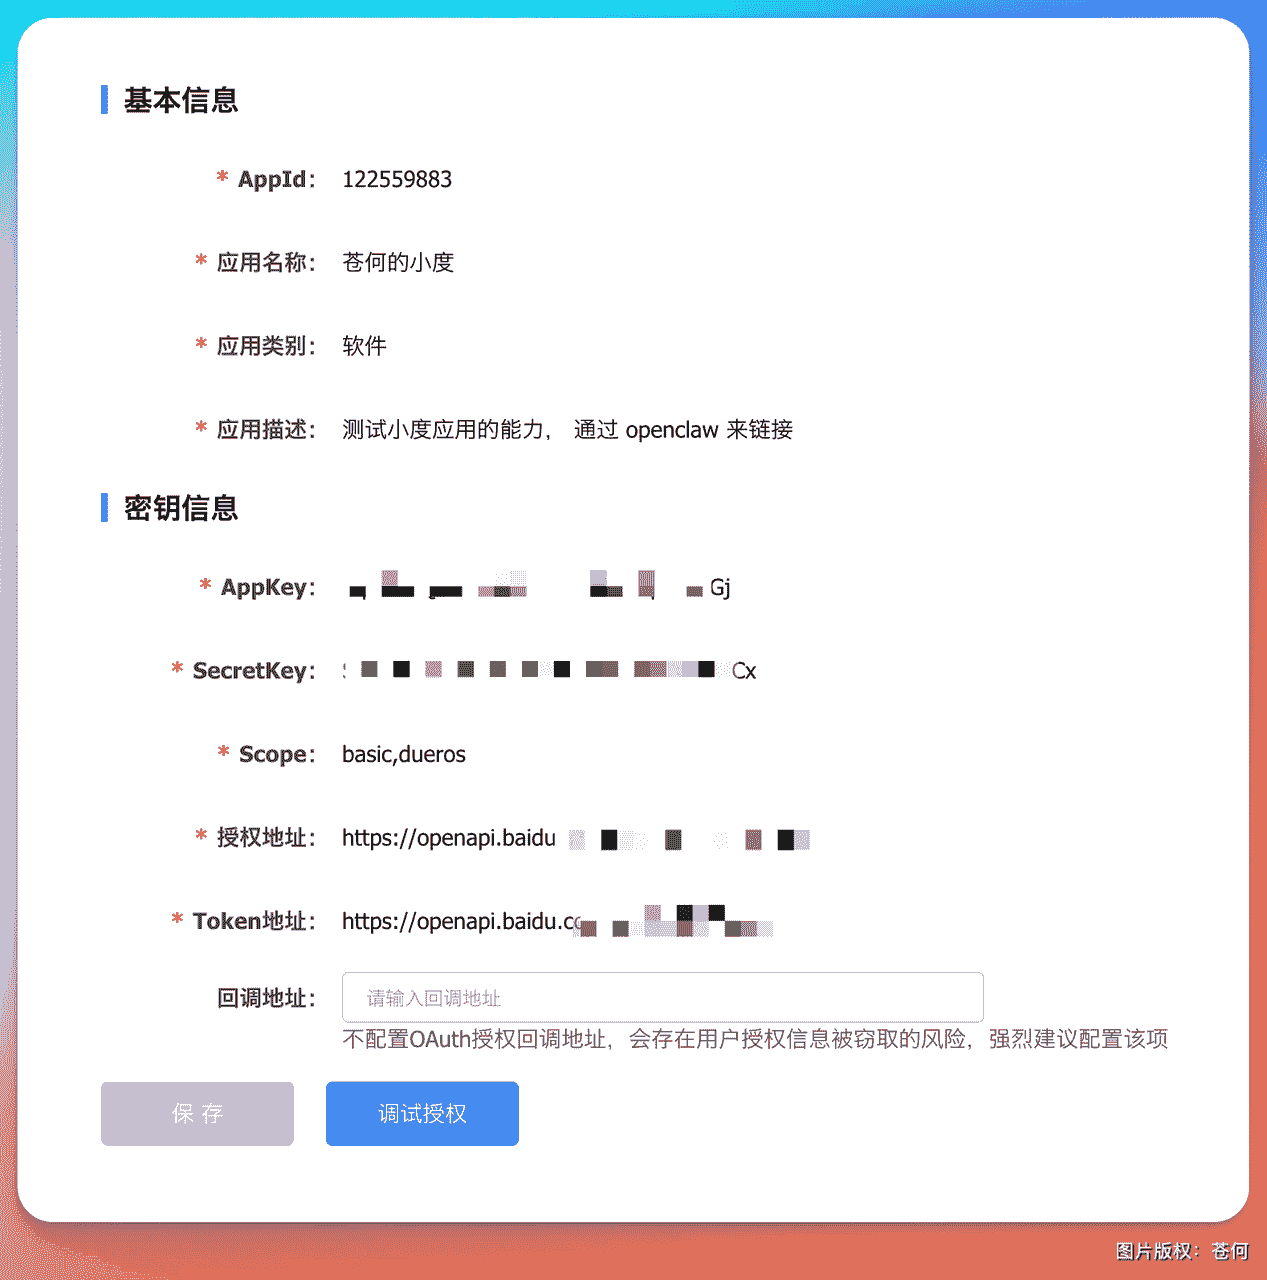 基本信息
* AppId： 122559883
* 应用名称： 苍何的小度
* 应用类别： 软件
* 应用描述： 测试小度应用的能力， 通过 openclaw 来链接
密钥信息
* AppKey： Gj
* SecretKey： Cx
* Scope： basic,dueros
* 授权地址： https://openapi.baidu
* Token地址： https://openapi.baidu.c
回调地址： 请输入回调地址
不配置OAuth授权回调地址，会存在用户授权信息被窃取的风险，强烈建议配置该项
保 存 调试授权
图片版权：苍何